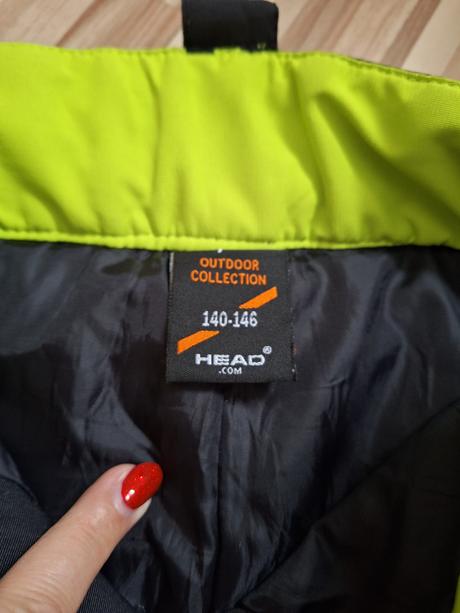 OUTDOOR
COLLECTION
140-146
HEAD®
.COM